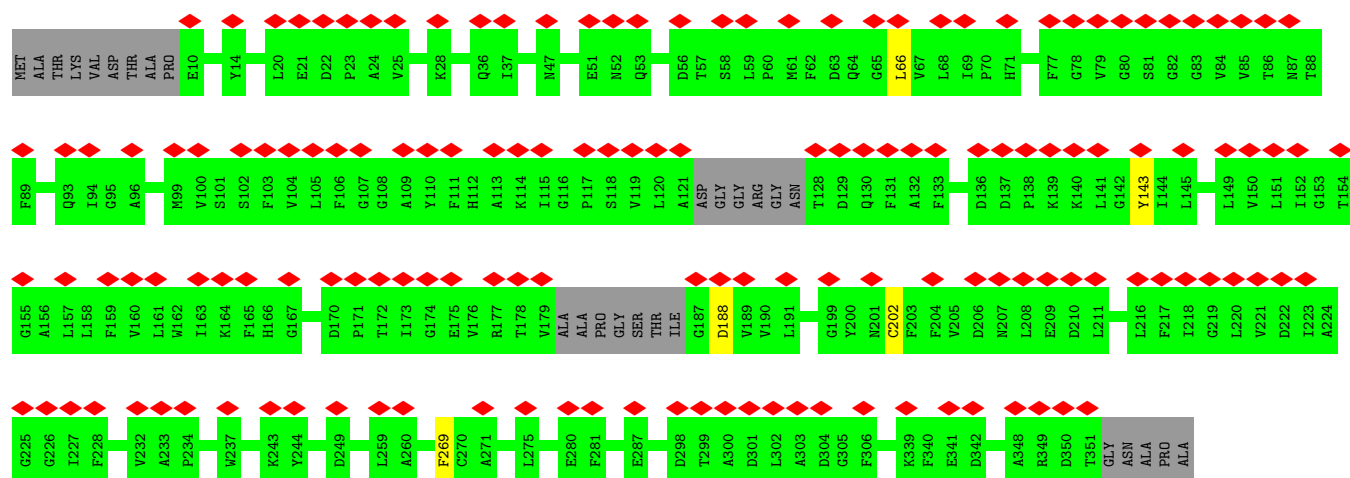 MET ALA THR LYS VAL ASP THR ALA PRO E10 Y14 L20 E21 D22 P23 A24 V25 K28 Q36 I37 N47 E51 N52 Q53 D56 T57 S58 L59 P60 M61 F62 D63 Q64 G65 L66 V67 L68 I69 P70 H71 F77 G78 V79 G80 S81 G82 G83 V84 V85 T86 N87 T88
F89 Q93 I94 G95 A96 M99 V100 S101 S102 F103 V104 L105 F106 G107 G108 A109 Y110 F111 H112 A113 K114 I115 G116 P117 S118 V119 L120 A121 ASP GLY GLY ARG GLY ASN T128 D129 Q130 F131 A132 F133 D136 D137 P138 K139 K140 L141 G142 Y143 I144 L145 L149 V150 L151 I152 G153 T154
G155 A156 L157 L158 F159 V160 L161 W162 I163 K164 F165 H166 G167 D170 P171 T172 I173 G174 E175 V176 R177 T178 V179 ALA ALA PRO GLY SER THR ILE G187 D188 V189 V190 L191 G199 Y200 N201 C202 F203 F204 V205 D206 N207 L208 E209 D210 L211 L216 F217 I218 G219 L220 V221 D222 I223 A224
G225 G226 I227 F228 V232 A233 P234 W237 K243 Y244 D249 L259 A260 F269 C270 A271 L275 E280 F281 E287 D298 T299 A300 D301 L302 A303 D304 G305 F306 K339 F340 E341 D342 A348 R349 D350 T351 GLY ASN ALA PRO ALA